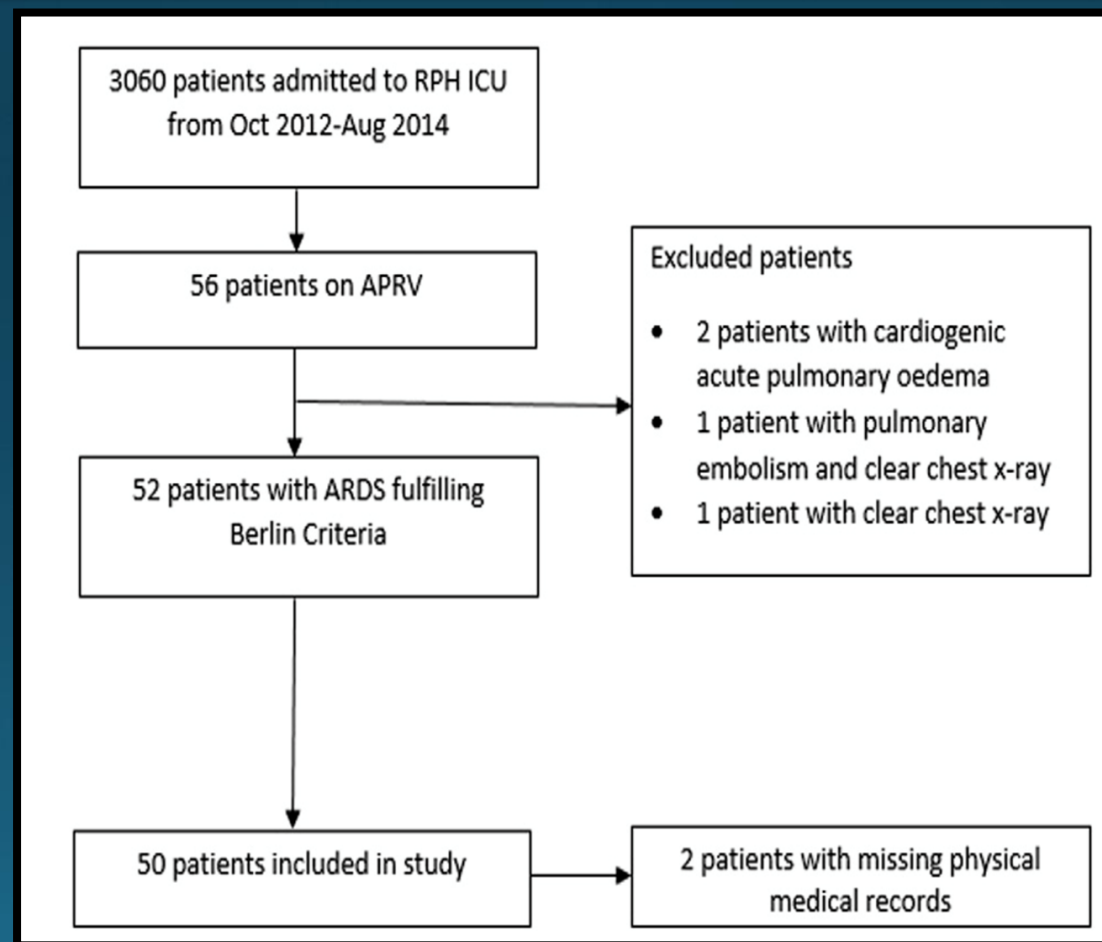 3060 patients admitted to RPH ICU
from Oct 2012-Aug 2014
56 patients on APRV
Excluded patients
• 2 patients with cardiogenic
acute pulmonary oedema
• 1 patient with pulmonary
embolism and clear chest x-ray
• 1 patient with clear chest x-ray
52 patients with ARDS fulfilling
Berlin Criteria
50 patients included in study
2 patients with missing physical
medical records